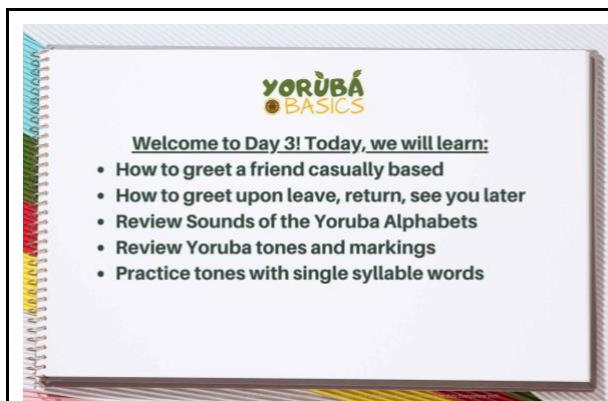 YORÙBÁ
BASICS
Welcome to Day 3! Today, we will learn:
• How to greet a friend casually based
• How to greet upon leave, return, see you later
• Review Sounds of the Yoruba Alphabets
• Review Yoruba tones and markings
• Practice tones with single syllable words